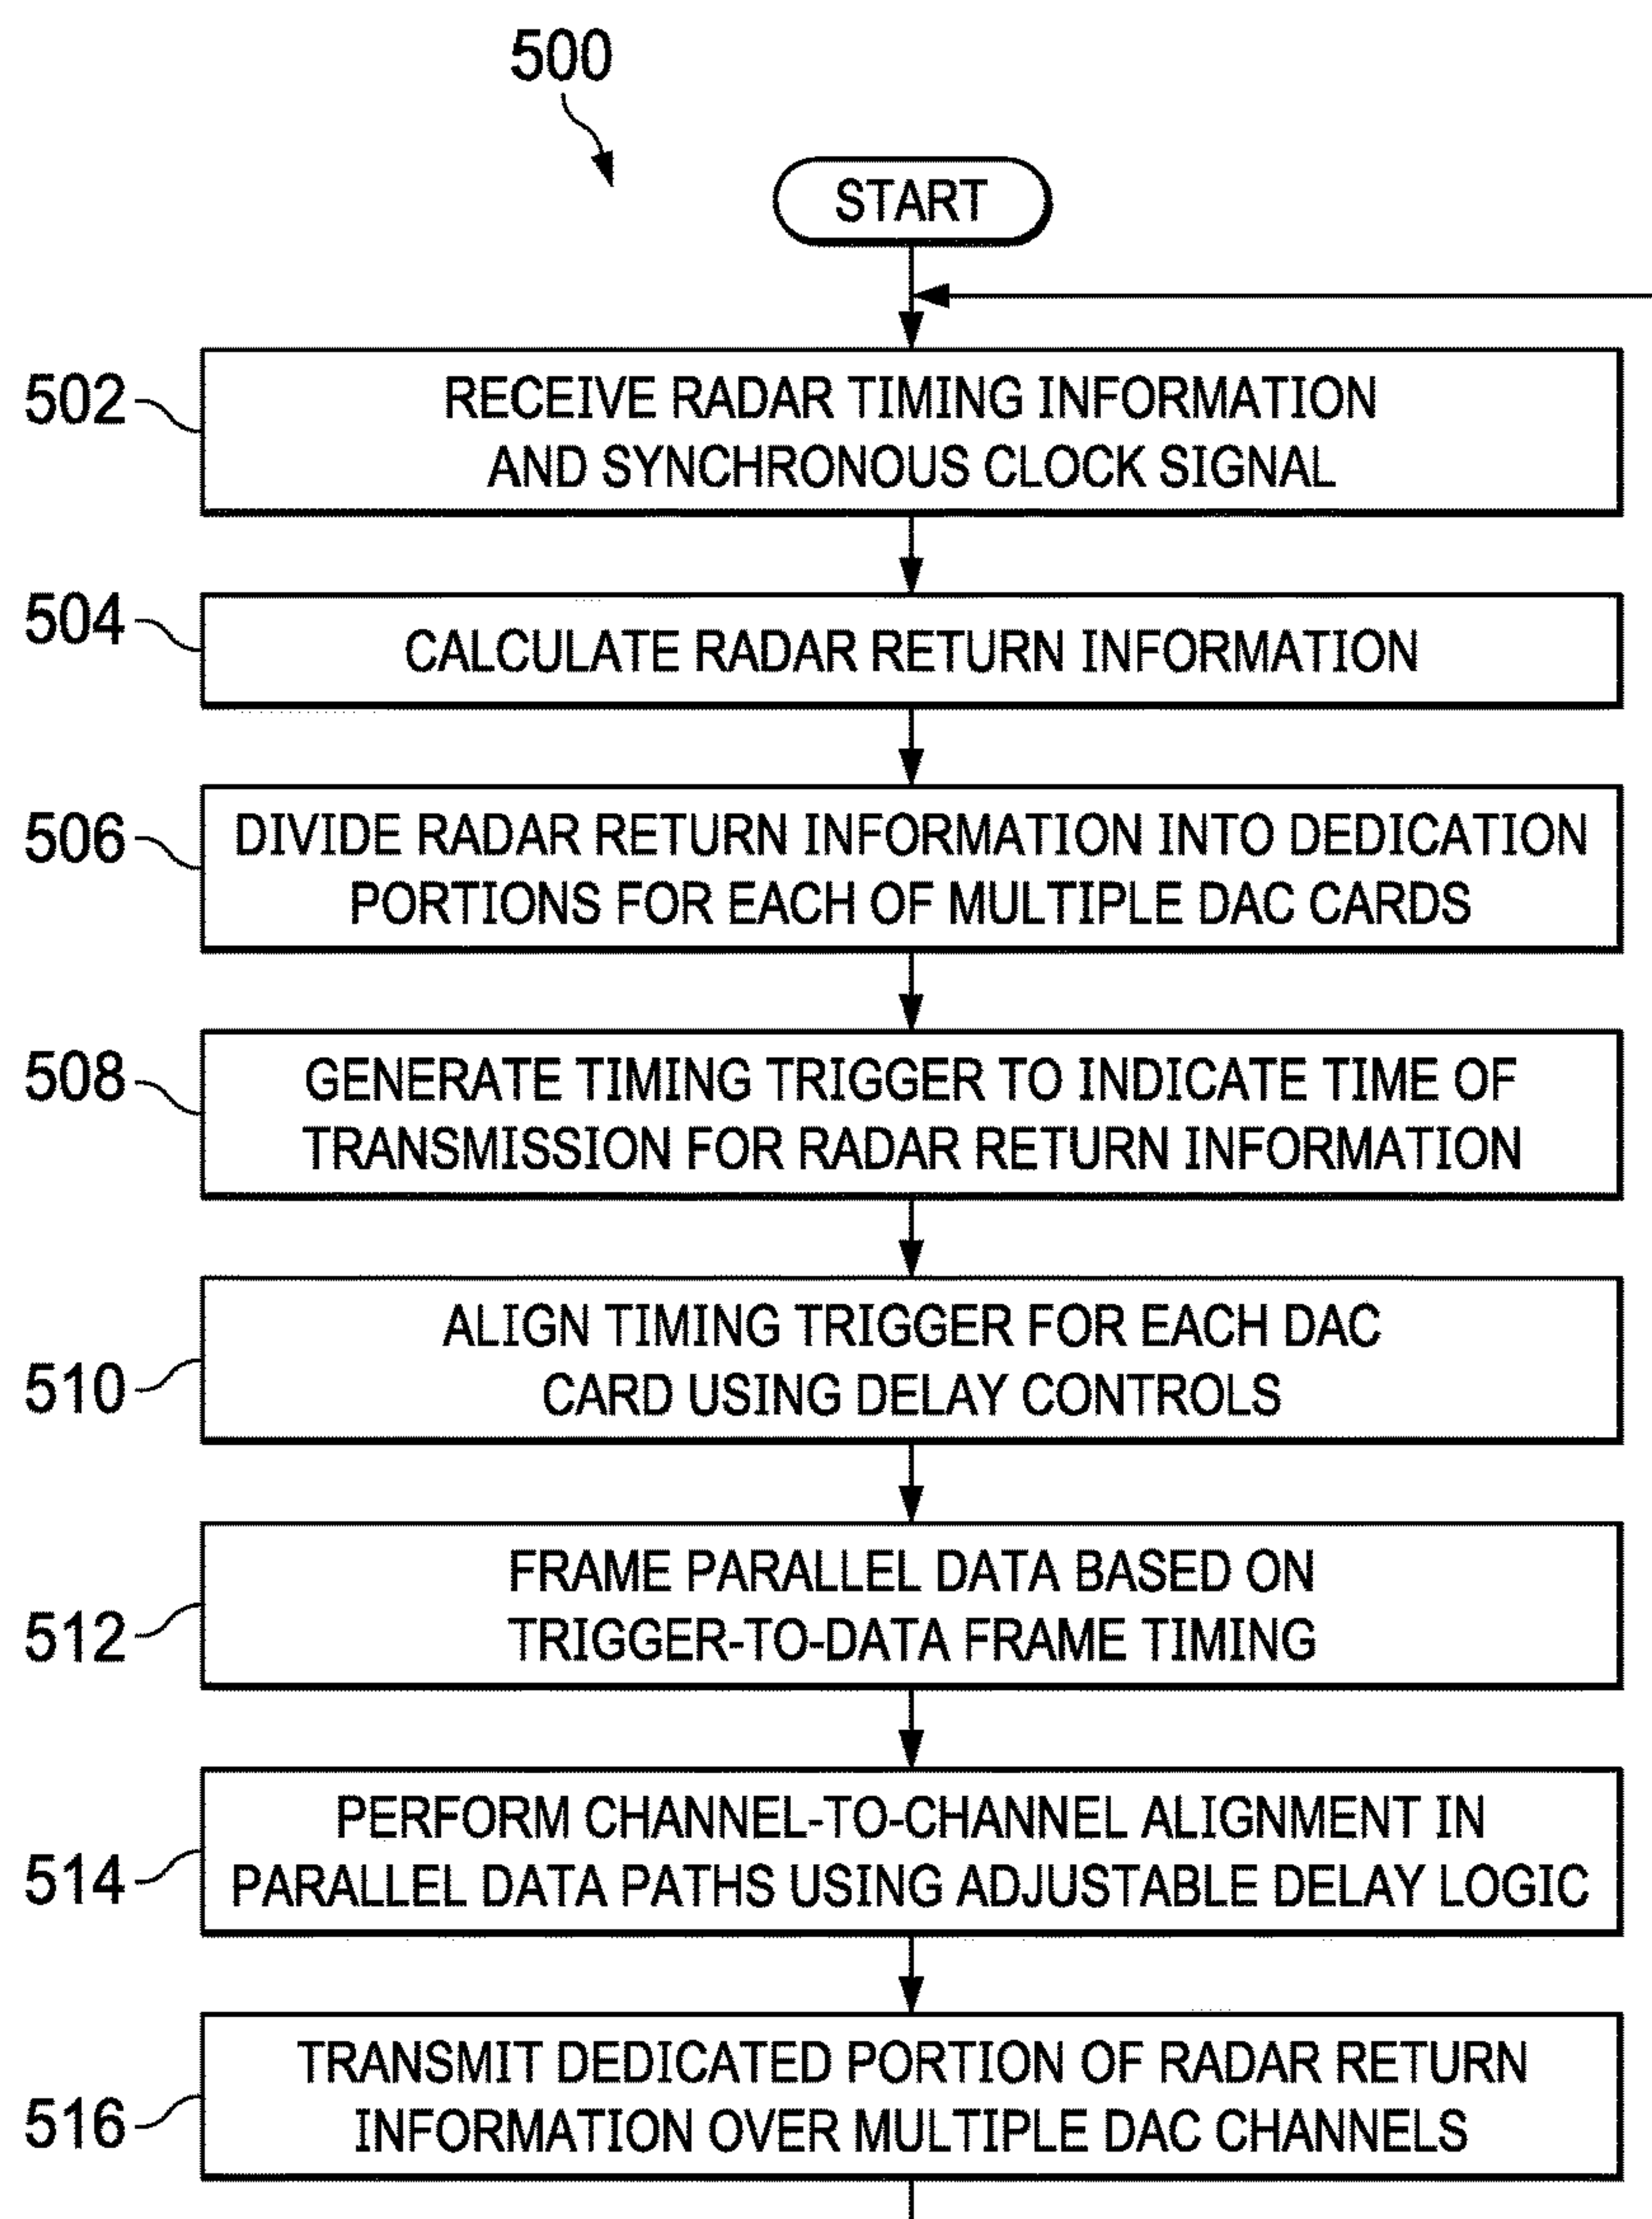 500
START
502
RECEIVE RADAR TIMING INFORMATION
AND SYNCHRONOUS CLOCK SIGNAL
504
CALCULATE RADAR RETURN INFORMATION
506
DIVIDE RADAR RETURN INFORMATION INTO DEDICATION
PORTIONS FOR EACH OF MULTIPLE DAC CARDS
508
GENERATE TIMING TRIGGER TO INDICATE TIME OF
TRANSMISSION FOR RADAR RETURN INFORMATION
510
ALIGN TIMING TRIGGER FOR EACH DAC
CARD USING DELAY CONTROLS
512
FRAME PARALLEL DATA BASED ON
TRIGGER-TO-DATA FRAME TIMING
514
PERFORM CHANNEL-TO-CHANNEL ALIGNMENT IN
PARALLEL DATA PATHS USING ADJUSTABLE DELAY LOGIC
516
TRANSMIT DEDICATED PORTION OF RADAR RETURN
INFORMATION OVER MULTIPLE DAC CHANNELS